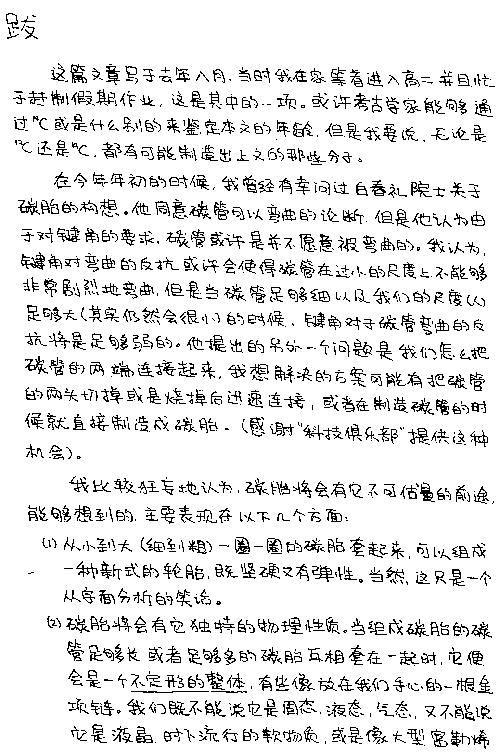 跋
这篇文章写于去年八月，当时我在家等着进入高二并且忙
于赶制假期作业，这是其中的一项。或许考古学家能够通
过¹⁴C或是什么别的来鉴定本文的年龄，但是我要说，无论是
¹²C还是¹⁴C，都有可能制造出上文的那些分子。
在今年年初的时候，我曾经有幸问过白春礼院士关于
碳胎的构想。他同意碳管可以弯曲的论断，但是他认为由
于对键角的要求，碳管或许是并不愿意被弯曲的。我认为，
键角对弯曲的反抗或许会使得碳管在过小的尺度上不能够
非常剧烈地弯曲，但是当碳管足够细以及我们的尺度(L)
足够大(其实仍然会很小)的时候，键角对于碳管弯曲的反
抗将是足够弱的。他提出的另外一个问题是我们怎么把
碳管的两端连接起来，我想解决的方案可能有把碳管
的两头切掉或是烧掉后迅速连接，或者在制造碳管的时
候就直接制造成碳胎。(感谢“科技俱乐部”提供这种
机会)。
我比较狂妄地认为，碳胎将会有它不可估量的前途，
能够想到的，主要表现在以下几个方面：
(1) 从小到大(细到粗)一圈一圈的碳胎套起来，可以组成
一种新式的轮胎，既坚硬又有弹性。当然，这只是一个
从字面分析的笑话。
(2) 碳胎将会有它独特的物理性质。当组成碳胎的碳
管足够长或者足够多的碳胎互相套在一起时，它便
会是一个不定形的整体，有些像放在我们手心的一根金
项链。我们既不能说它是固态、液态、气态，又不能说
它是液晶，时下流行的软物质，或是像大型富勒烯